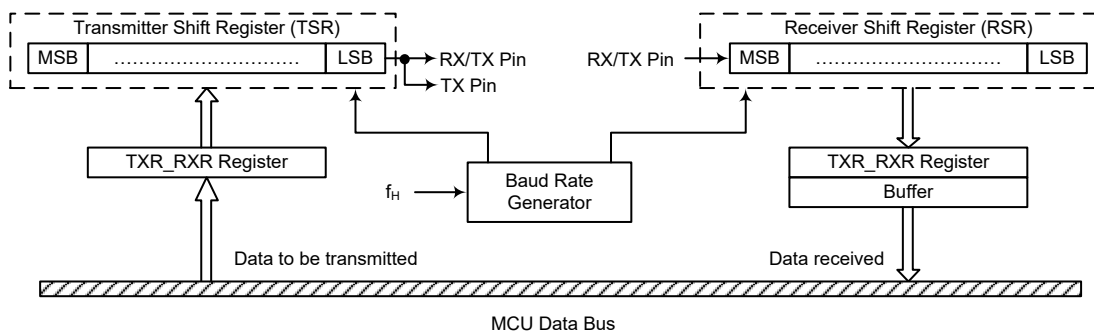 Transmitter Shift Register (TSR)
MSB ................................ LSB
RX/TX Pin
TX Pin
TXR_RXR Register
Data to be transmitted
fH
Baud Rate
Generator
Receiver Shift Register (RSR)
RX/TX Pin
MSB ................................ LSB
TXR_RXR Register
Buffer
Data received
MCU Data Bus